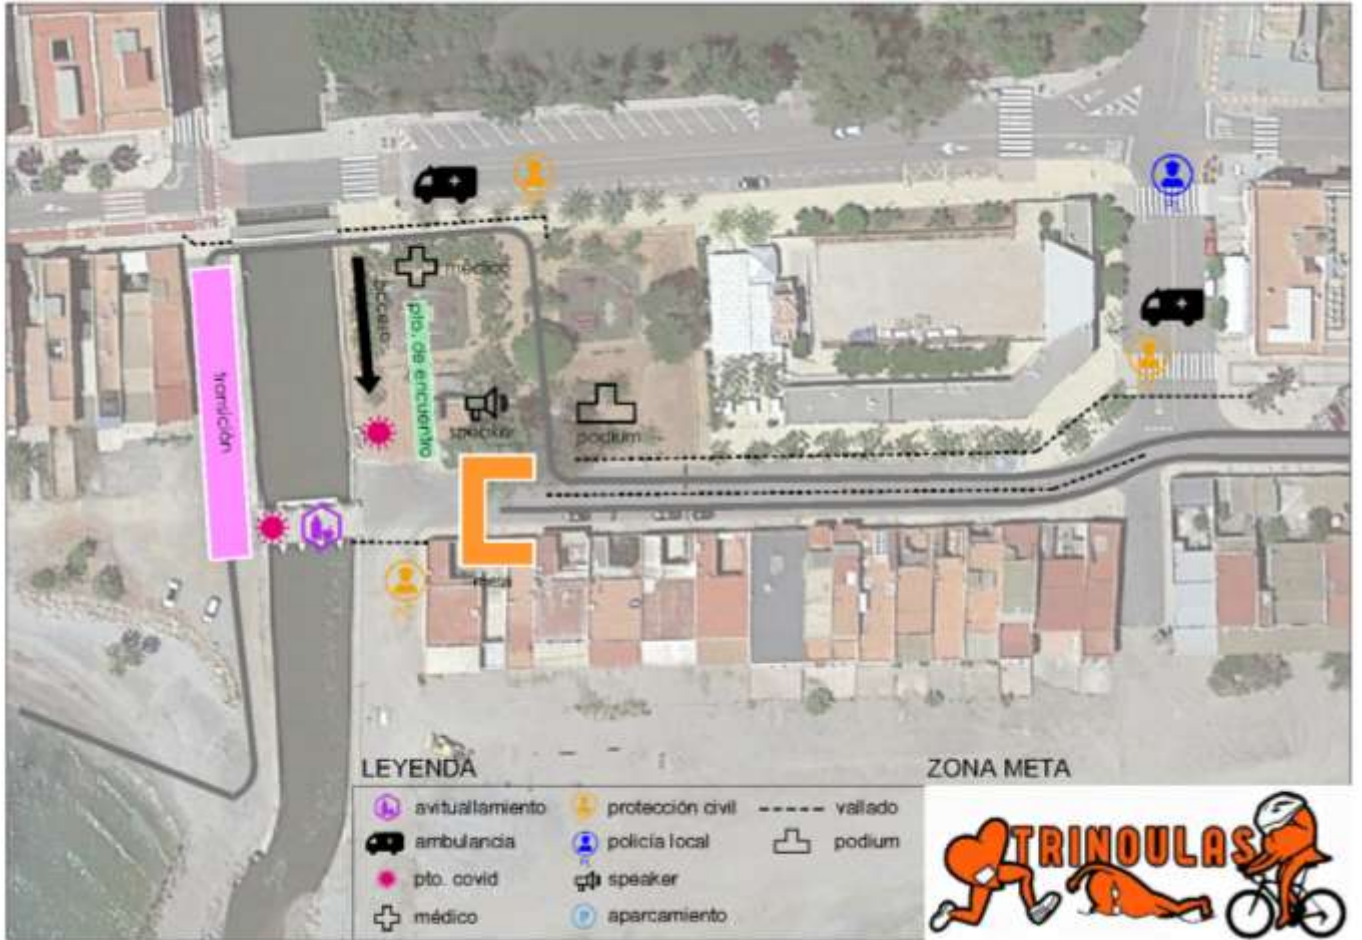 médico
acceso
pto. de encuentro
transición
speaker
podium
meta
LEYENDA
ZONA META
avituallamiento
protección civil
vallado
ambulancia
policía local
podium
pto. covid
speaker
médico
P
aparcamiento
TRINOULAS